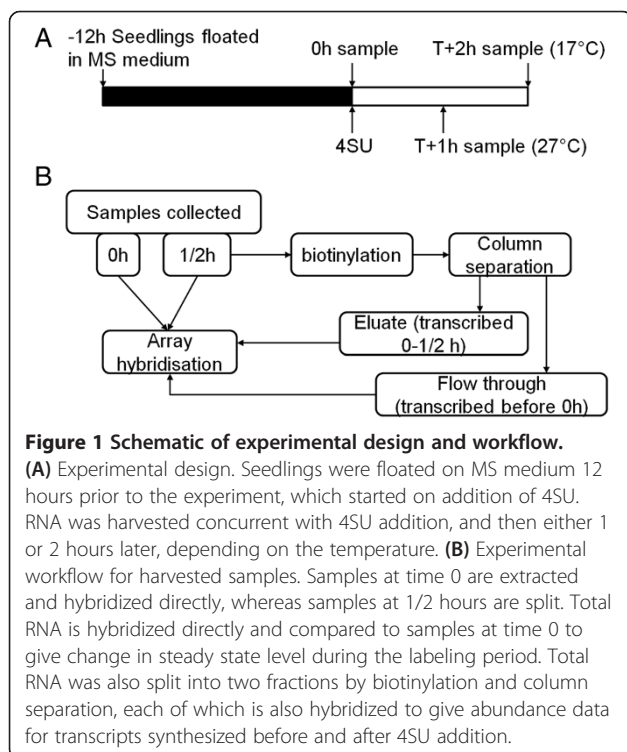 A
-12h Seedlings floated
in MS medium
0h sample
T+2h sample (17°C)
4SU
T+1h sample (27°C)
B
Samples collected
0h
1/2h
biotinylation
Column
separation
Eluate (transcribed
0-1/2 h)
Array
hybridisation
Flow through
(transcribed before 0h)
Figure 1 Schematic of experimental design and workflow.
(A) Experimental design. Seedlings were floated on MS medium 12
hours prior to the experiment, which started on addition of 4SU.
RNA was harvested concurrent with 4SU addition, and then either 1
or 2 hours later, depending on the temperature. (B) Experimental
workflow for harvested samples. Samples at time 0 are extracted
and hybridized directly, whereas samples at 1/2 hours are split. Total
RNA is hybridized directly and compared to samples at time 0 to
give change in steady state level during the labeling period. Total
RNA was also split into two fractions by biotinylation and column
separation, each of which is also hybridized to give abundance data
for transcripts synthesized before and after 4SU addition.